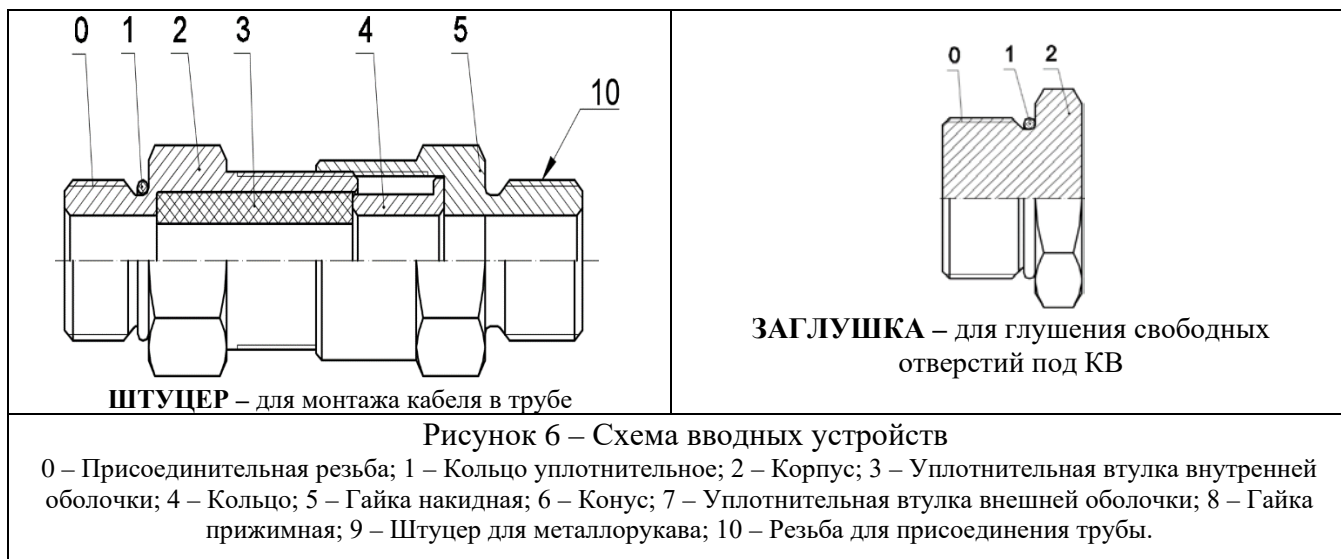 0 1 2 3 4 5
10
ШТУЦЕР – для монтажа кабеля в трубе
0 1 2
ЗАГЛУШКА – для глушения свободных
отверстий под КВ
Рисунок 6 – Схема вводных устройств
0 – Присоединительная резьба; 1 – Кольцо уплотнительное; 2 – Корпус; 3 – Уплотнительная втулка внутренней
оболочки; 4 – Кольцо; 5 – Гайка накидная; 6 – Конус; 7 – Уплотнительная втулка внешней оболочки; 8 – Гайка
прижимная; 9 – Штуцер для металлорукава; 10 – Резьба для присоединения трубы.